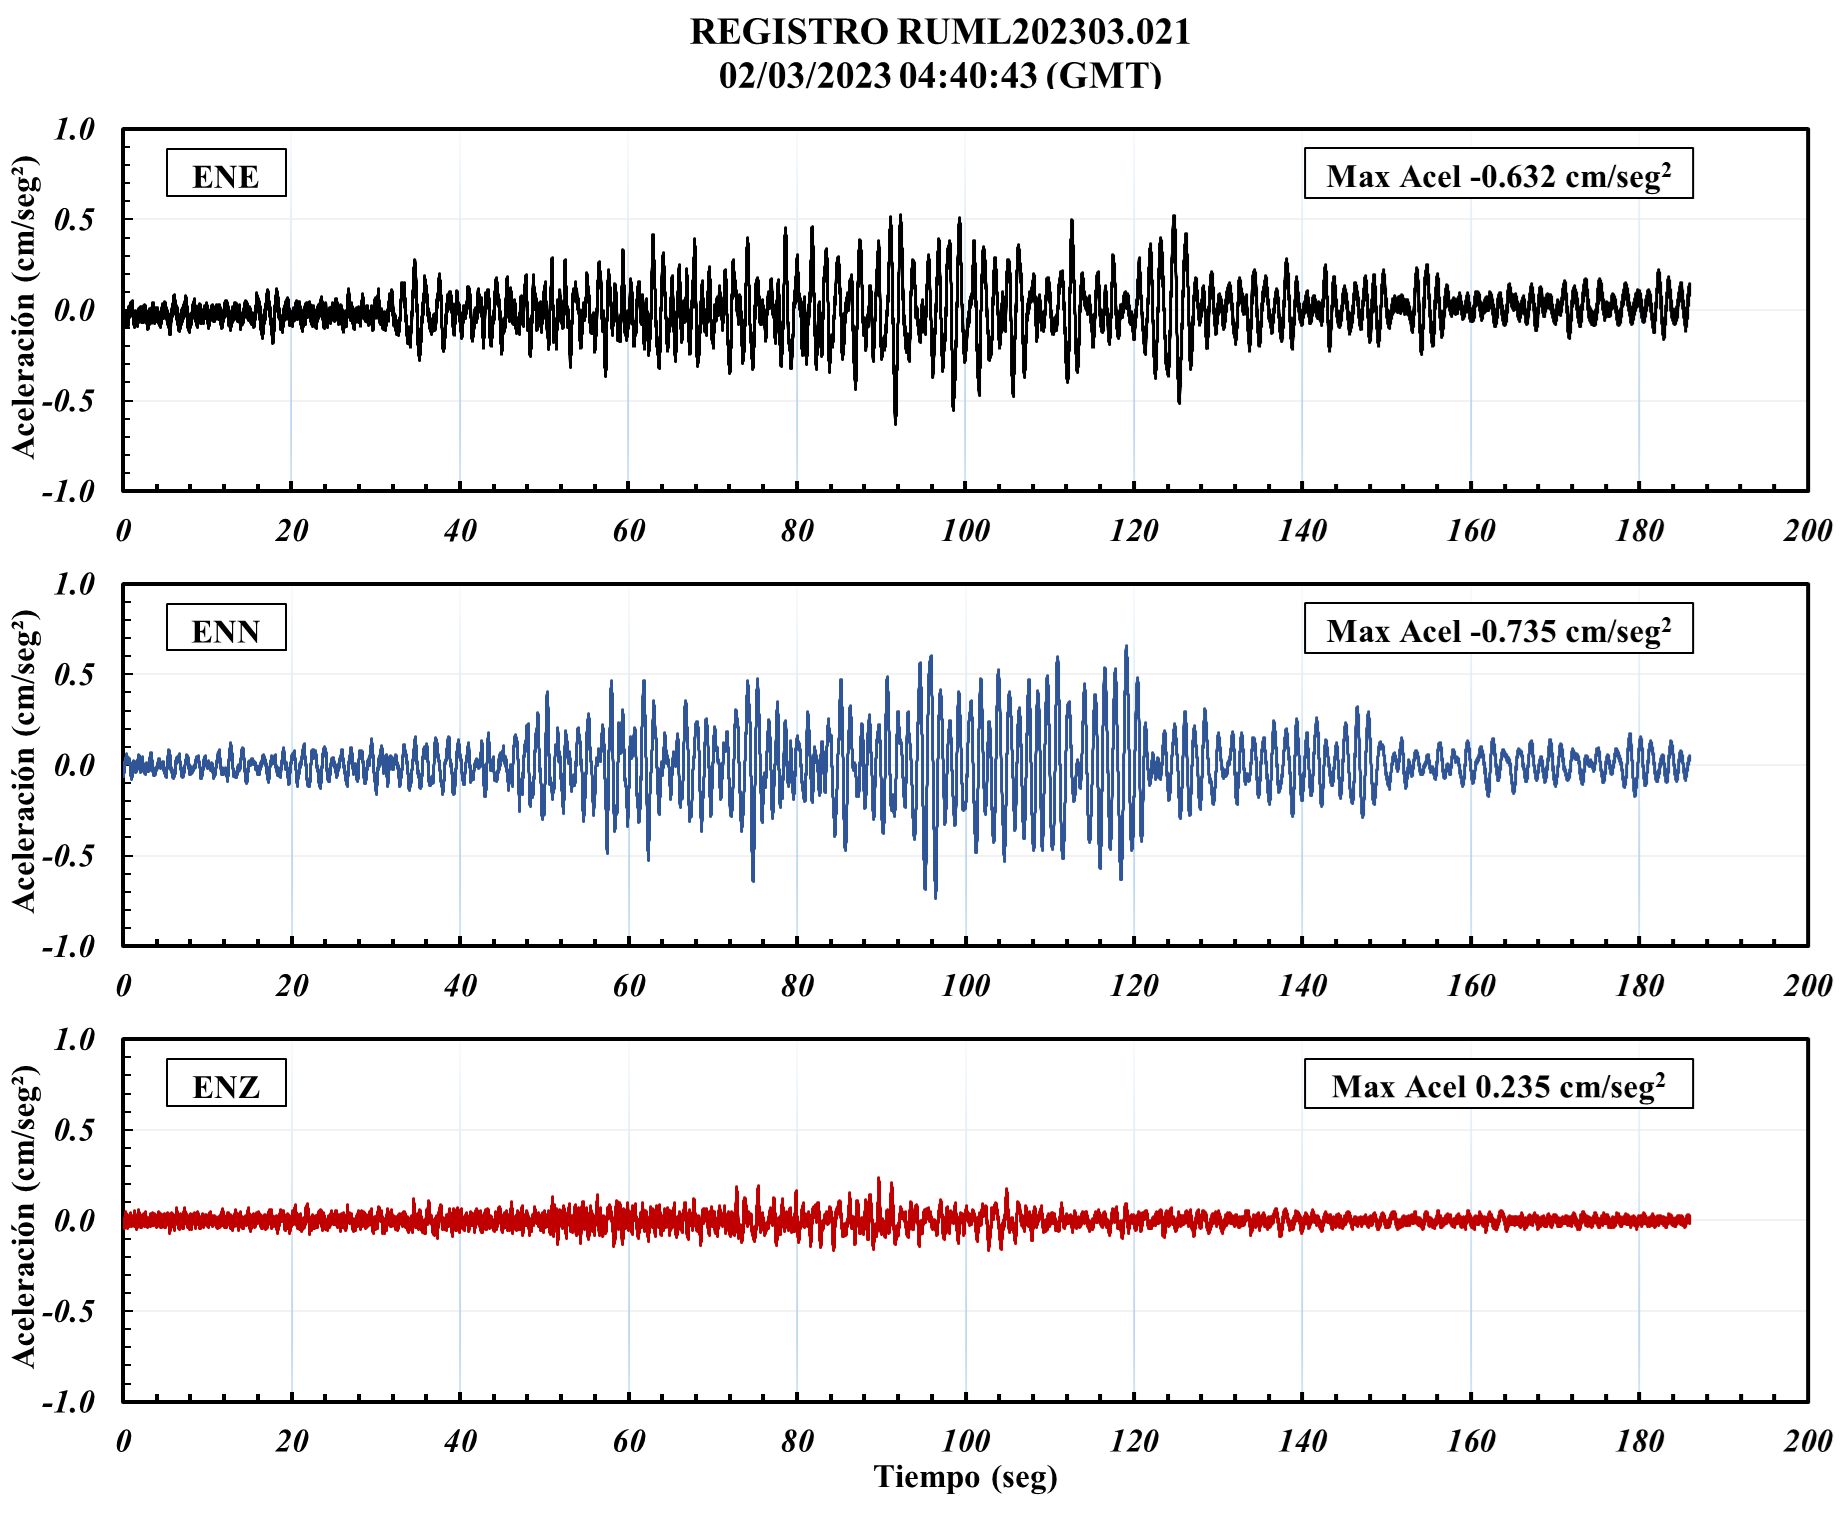 REGISTRO RUML202303.021
02/03/2023 04:40:43 (GMT)
1.0
0.5
0.0
-0.5
-1.0
Aceleración (cm/seg²)
ENE
Max Acel -0.632 cm/seg²
0 20 40 60 80 100 120 140 160 180 200
1.0
0.5
0.0
-0.5
-1.0
Aceleración (cm/seg²)
ENN
Max Acel -0.735 cm/seg²
0 20 40 60 80 100 120 140 160 180 200
1.0
0.5
0.0
-0.5
-1.0
Aceleración (cm/seg²)
ENZ
Max Acel 0.235 cm/seg²
0 20 40 60 80 100 120 140 160 180 200
Tiempo (seg)